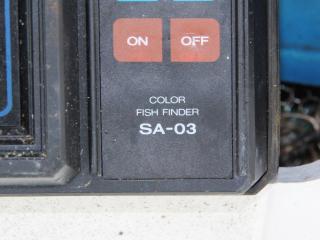 ON OFF
COLOR
FISH FINDER
SA-03